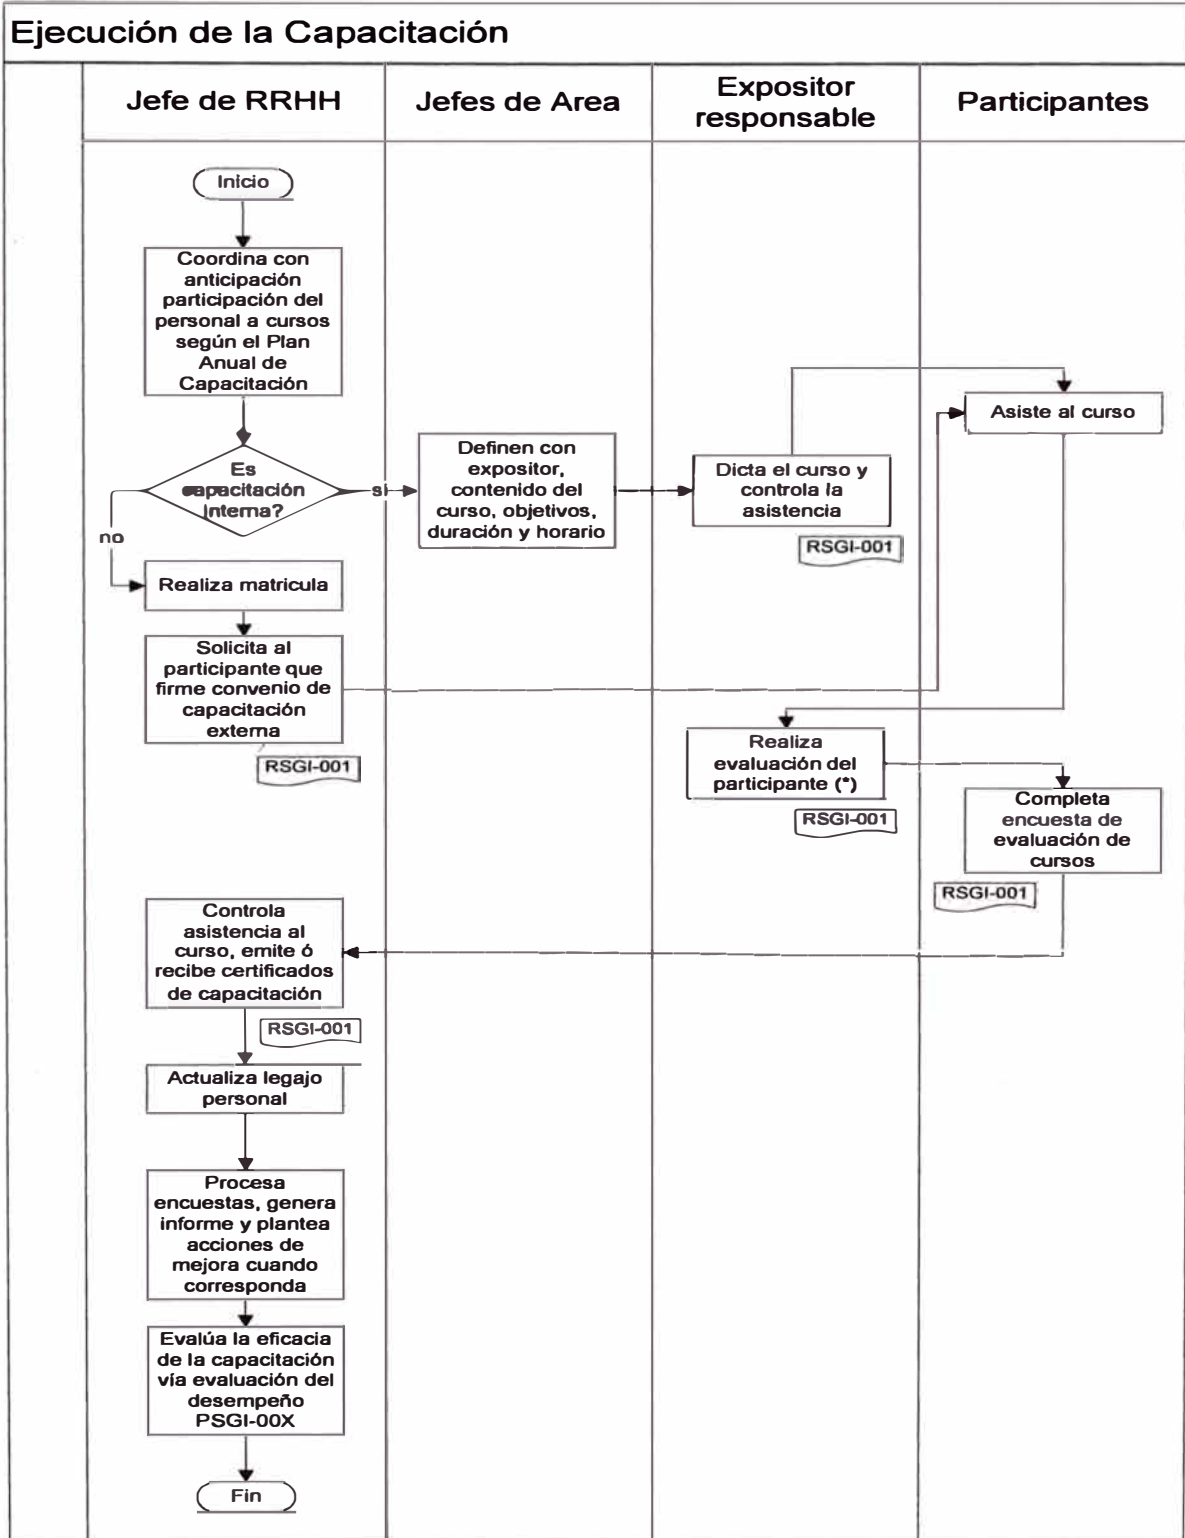 Ejecución de la Capacitación
Jefe de RRHH
Jefes de Area
Expositor
responsable
Participantes
Inicio
Coordina con
anticipación
participación del
personal a cursos
según el Plan
Anual de
Capacitación
Es
capacitación
interna?
si
no
Definen con
expositor,
contenido del
curso, objetivos,
duración y horario
Dicta el curso y
controla la
asistencia
RSGI-001
Asiste al curso
Realiza matricula
Solicita al
participante que
firme convenio de
capacitación
externa
RSGI-001
Realiza
evaluación del
participante (*)
RSGI-001
Completa
encuesta de
evaluación de
cursos
RSGI-001
Controla
asistencia al
curso, emite ó
recibe certificados
de capacitación
RSGI-001
Actualiza legajo
personal
Procesa
encuestas, genera
informe y plantea
acciones de
mejora cuando
corresponda
Evalúa la eficacia
de la capacitación
vía evaluación del
desempeño
PSGI-00X
Fin